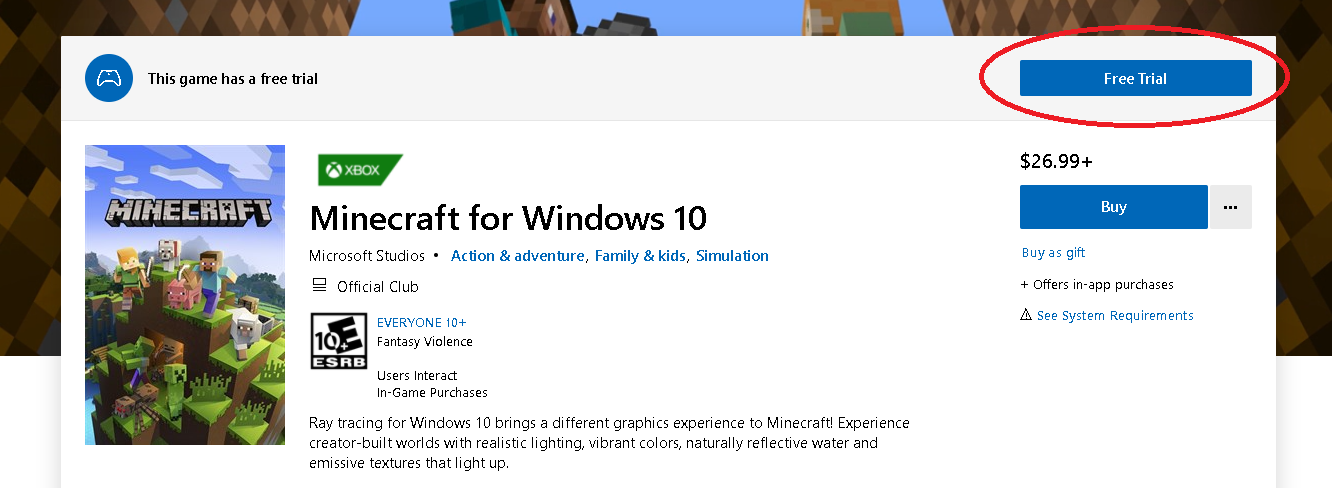 This game has a free trial
Free Trial
MINECRAFT
XBOX
Minecraft for Windows 10
Microsoft Studios • Action & adventure, Family & kids, Simulation
Official Club
10+
ESRB
EVERYONE 10+
Fantasy Violence
Users Interact
In-Game Purchases
Ray tracing for Windows 10 brings a different graphics experience to Minecraft! Experience
creator-built worlds with realistic lighting, vibrant colors, naturally reflective water and
emissive textures that light up.
$26.99+
Buy
Buy as gift
+ Offers in-app purchases
See System Requirements